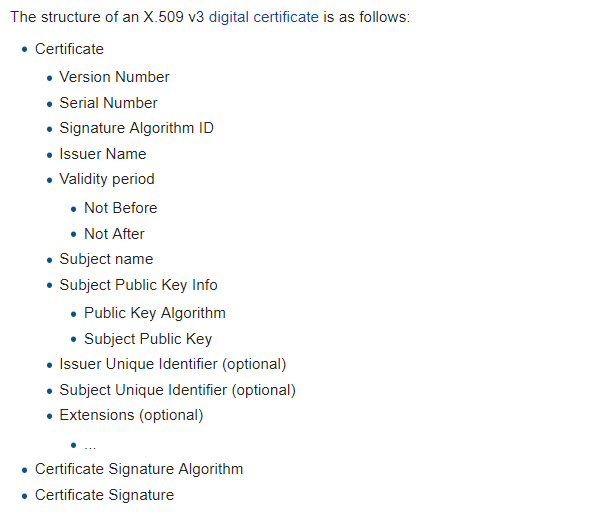 The structure of an X.509 v3 digital certificate is as follows:
Certificate
Version Number
Serial Number
Signature Algorithm ID
Issuer Name
Validity period
Not Before
Not After
Subject name
Subject Public Key Info
Public Key Algorithm
Subject Public Key
Issuer Unique Identifier (optional)
Subject Unique Identifier (optional)
Extensions (optional)
...
Certificate Signature Algorithm
Certificate Signature